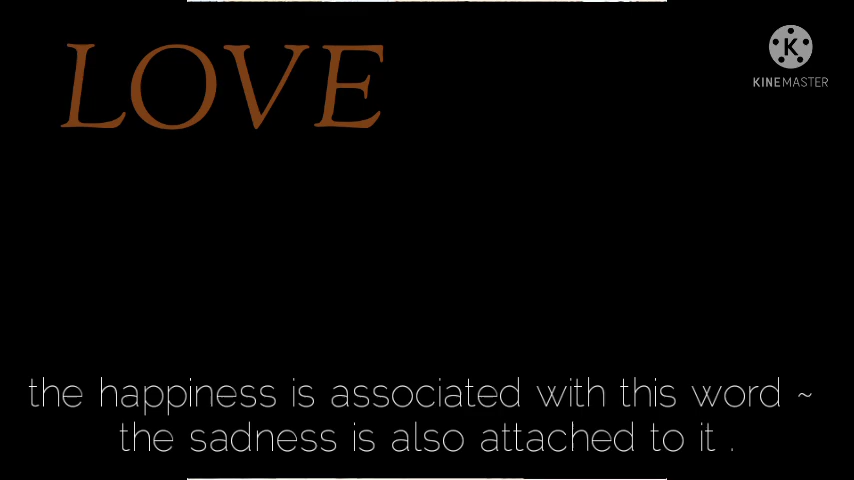 LOVE
K
KINEMASTER
the happiness is associated with this word ~
the sadness is also attached to it .